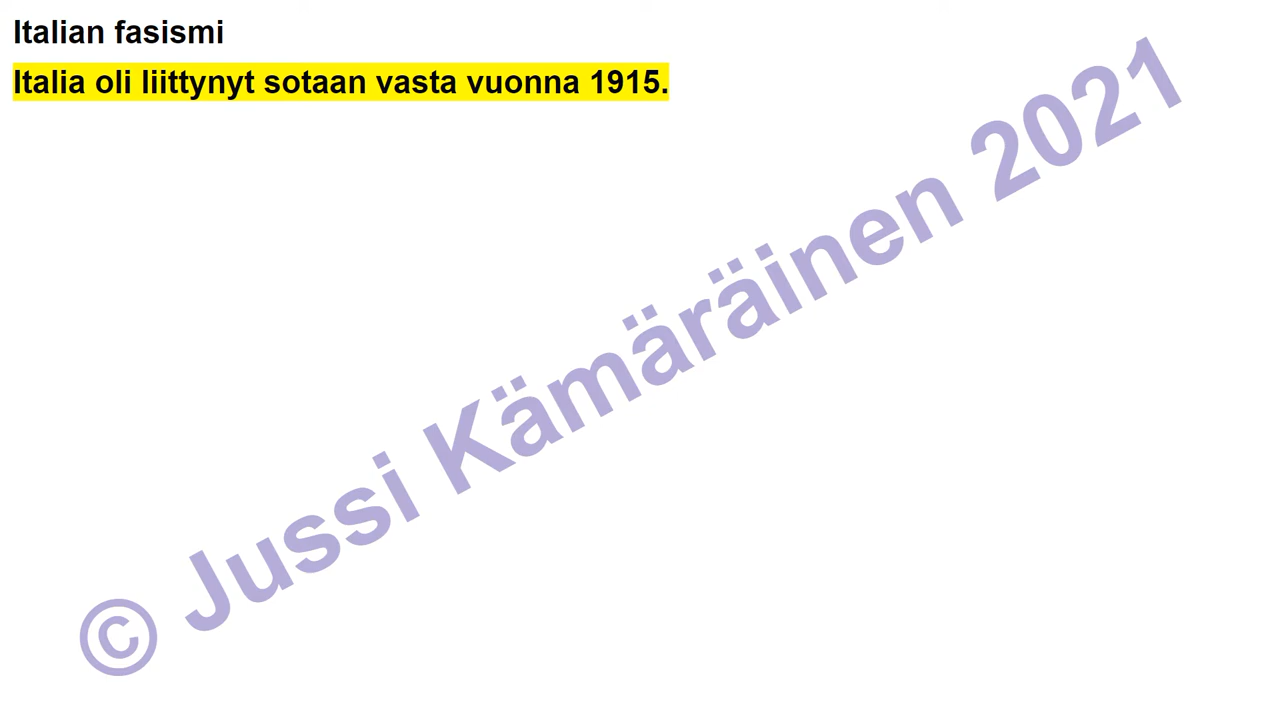 Italian fasismi
Italia oli liittynyt sotaan vasta vuonna 1915.
© Jussi Kämäräinen 2021